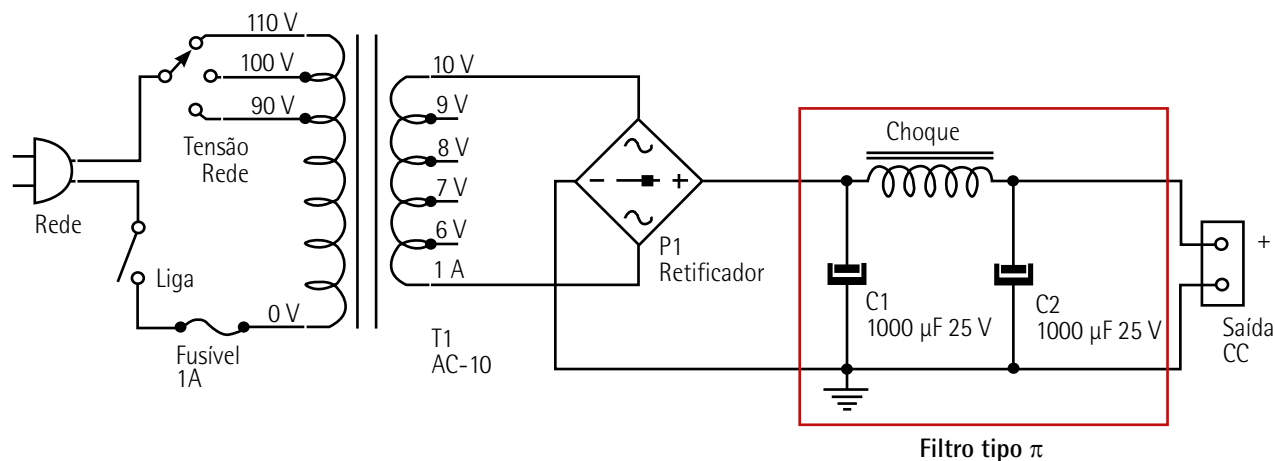 110 V
100 V
90 V
Tensão
Rede
Rede
Liga
0 V
Fusível
1A
10 V
9 V
8 V
7 V
6 V
1 A
T1
AC-10
– +
P1
Retificador
Choque
C1
1000 µF 25 V
C2
1000 µF 25 V
+
Saída
CC
Filtro tipo π